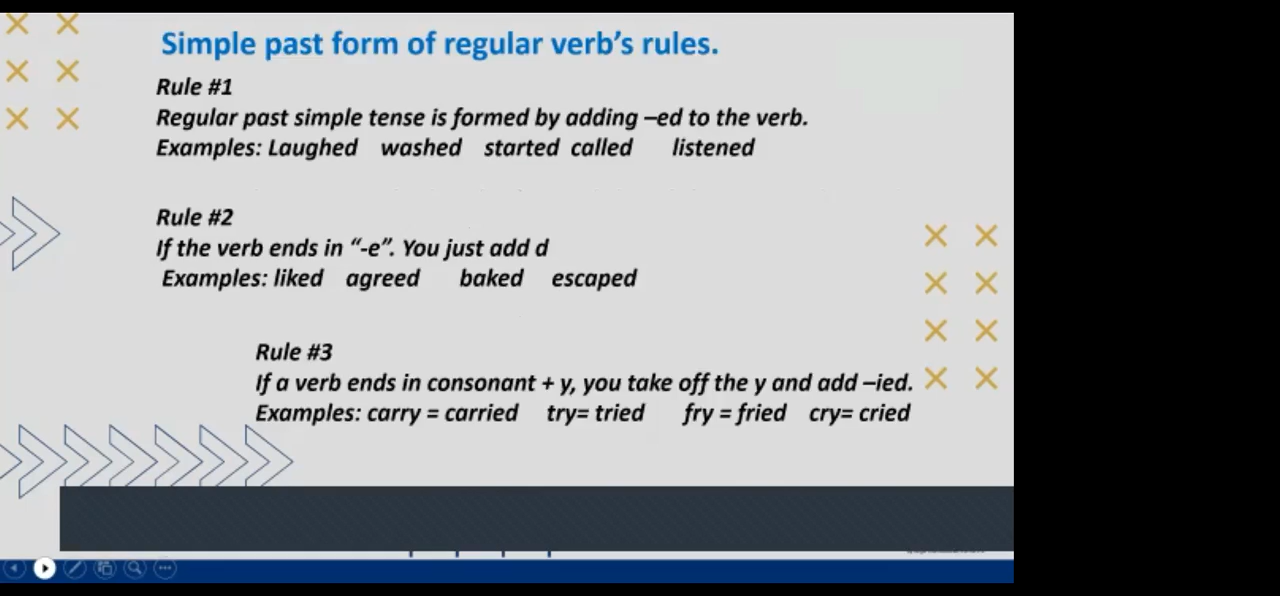 Simple past form of regular verb's rules.
Rule #1
Regular past simple tense is formed by adding –ed to the verb.
Examples: Laughed washed started called listened
Rule #2
If the verb ends in “-e”. You just add d
Examples: liked agreed baked escaped
Rule #3
If a verb ends in consonant + y, you take off the y and add –ied.
Examples: carry = carried try= tried fry = fried cry= cried